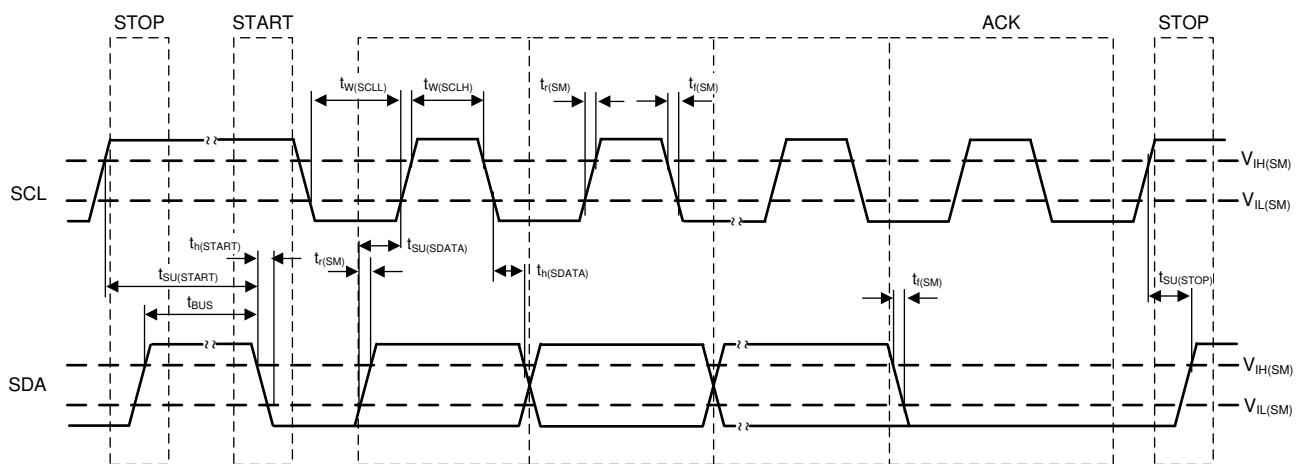 STOP START ACK STOP
tW(SCLL) tW(SCLH) tr(SM) tf(SM)
VIH(SM)
SCL
VIL(SM)
th(START) tr(SM) tSU(SDATA) th(SDATA)
tSU(START) tf(SM) tSU(STOP)
tBUS
VIH(SM)
SDA
VIL(SM)